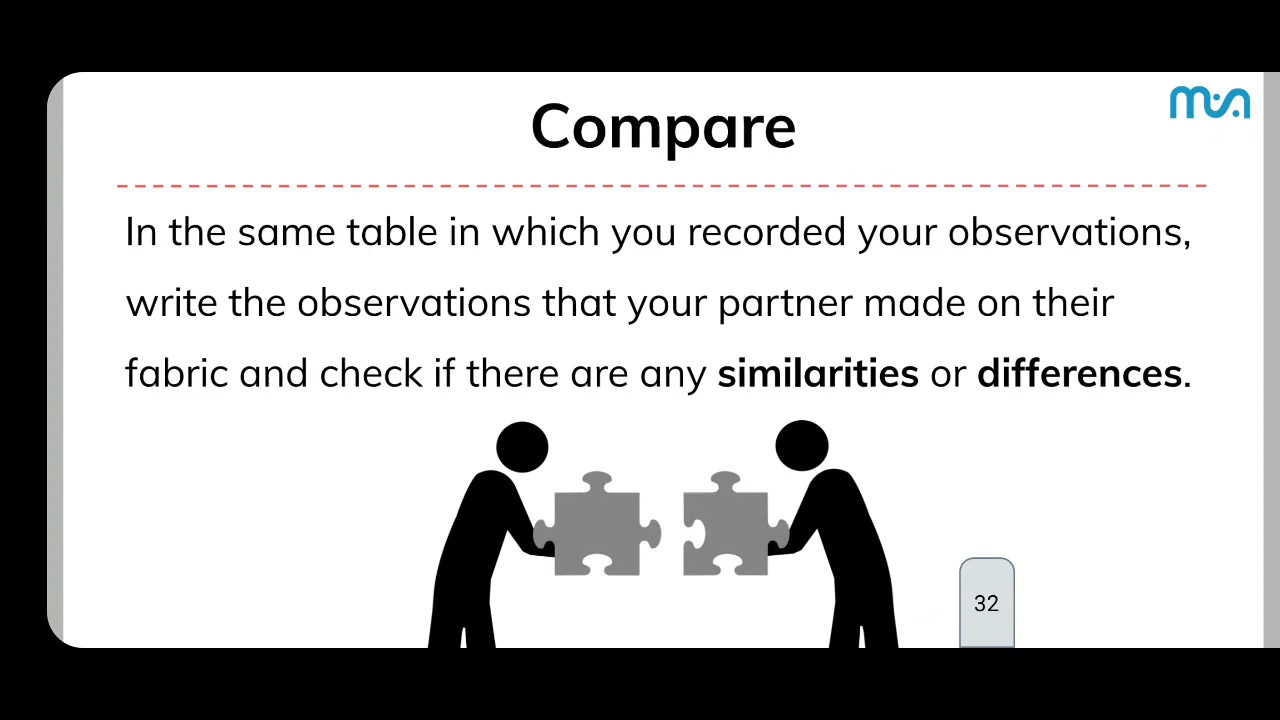 Compare
In the same table in which you recorded your observations,
write the observations that your partner made on their
fabric and check if there are any similarities or differences.
32